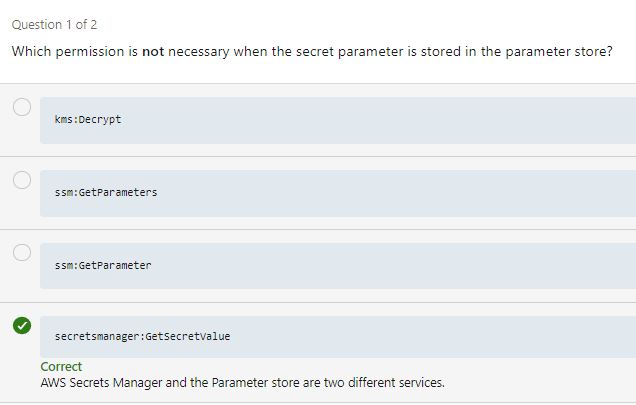 Question 1 of 2
Which permission is not necessary when the secret parameter is stored in the parameter store?
kms:Decrypt
ssm:GetParameters
ssm:GetParameter
secretsmanager:GetSecretValue
Correct
AWS Secrets Manager and the Parameter store are two different services.